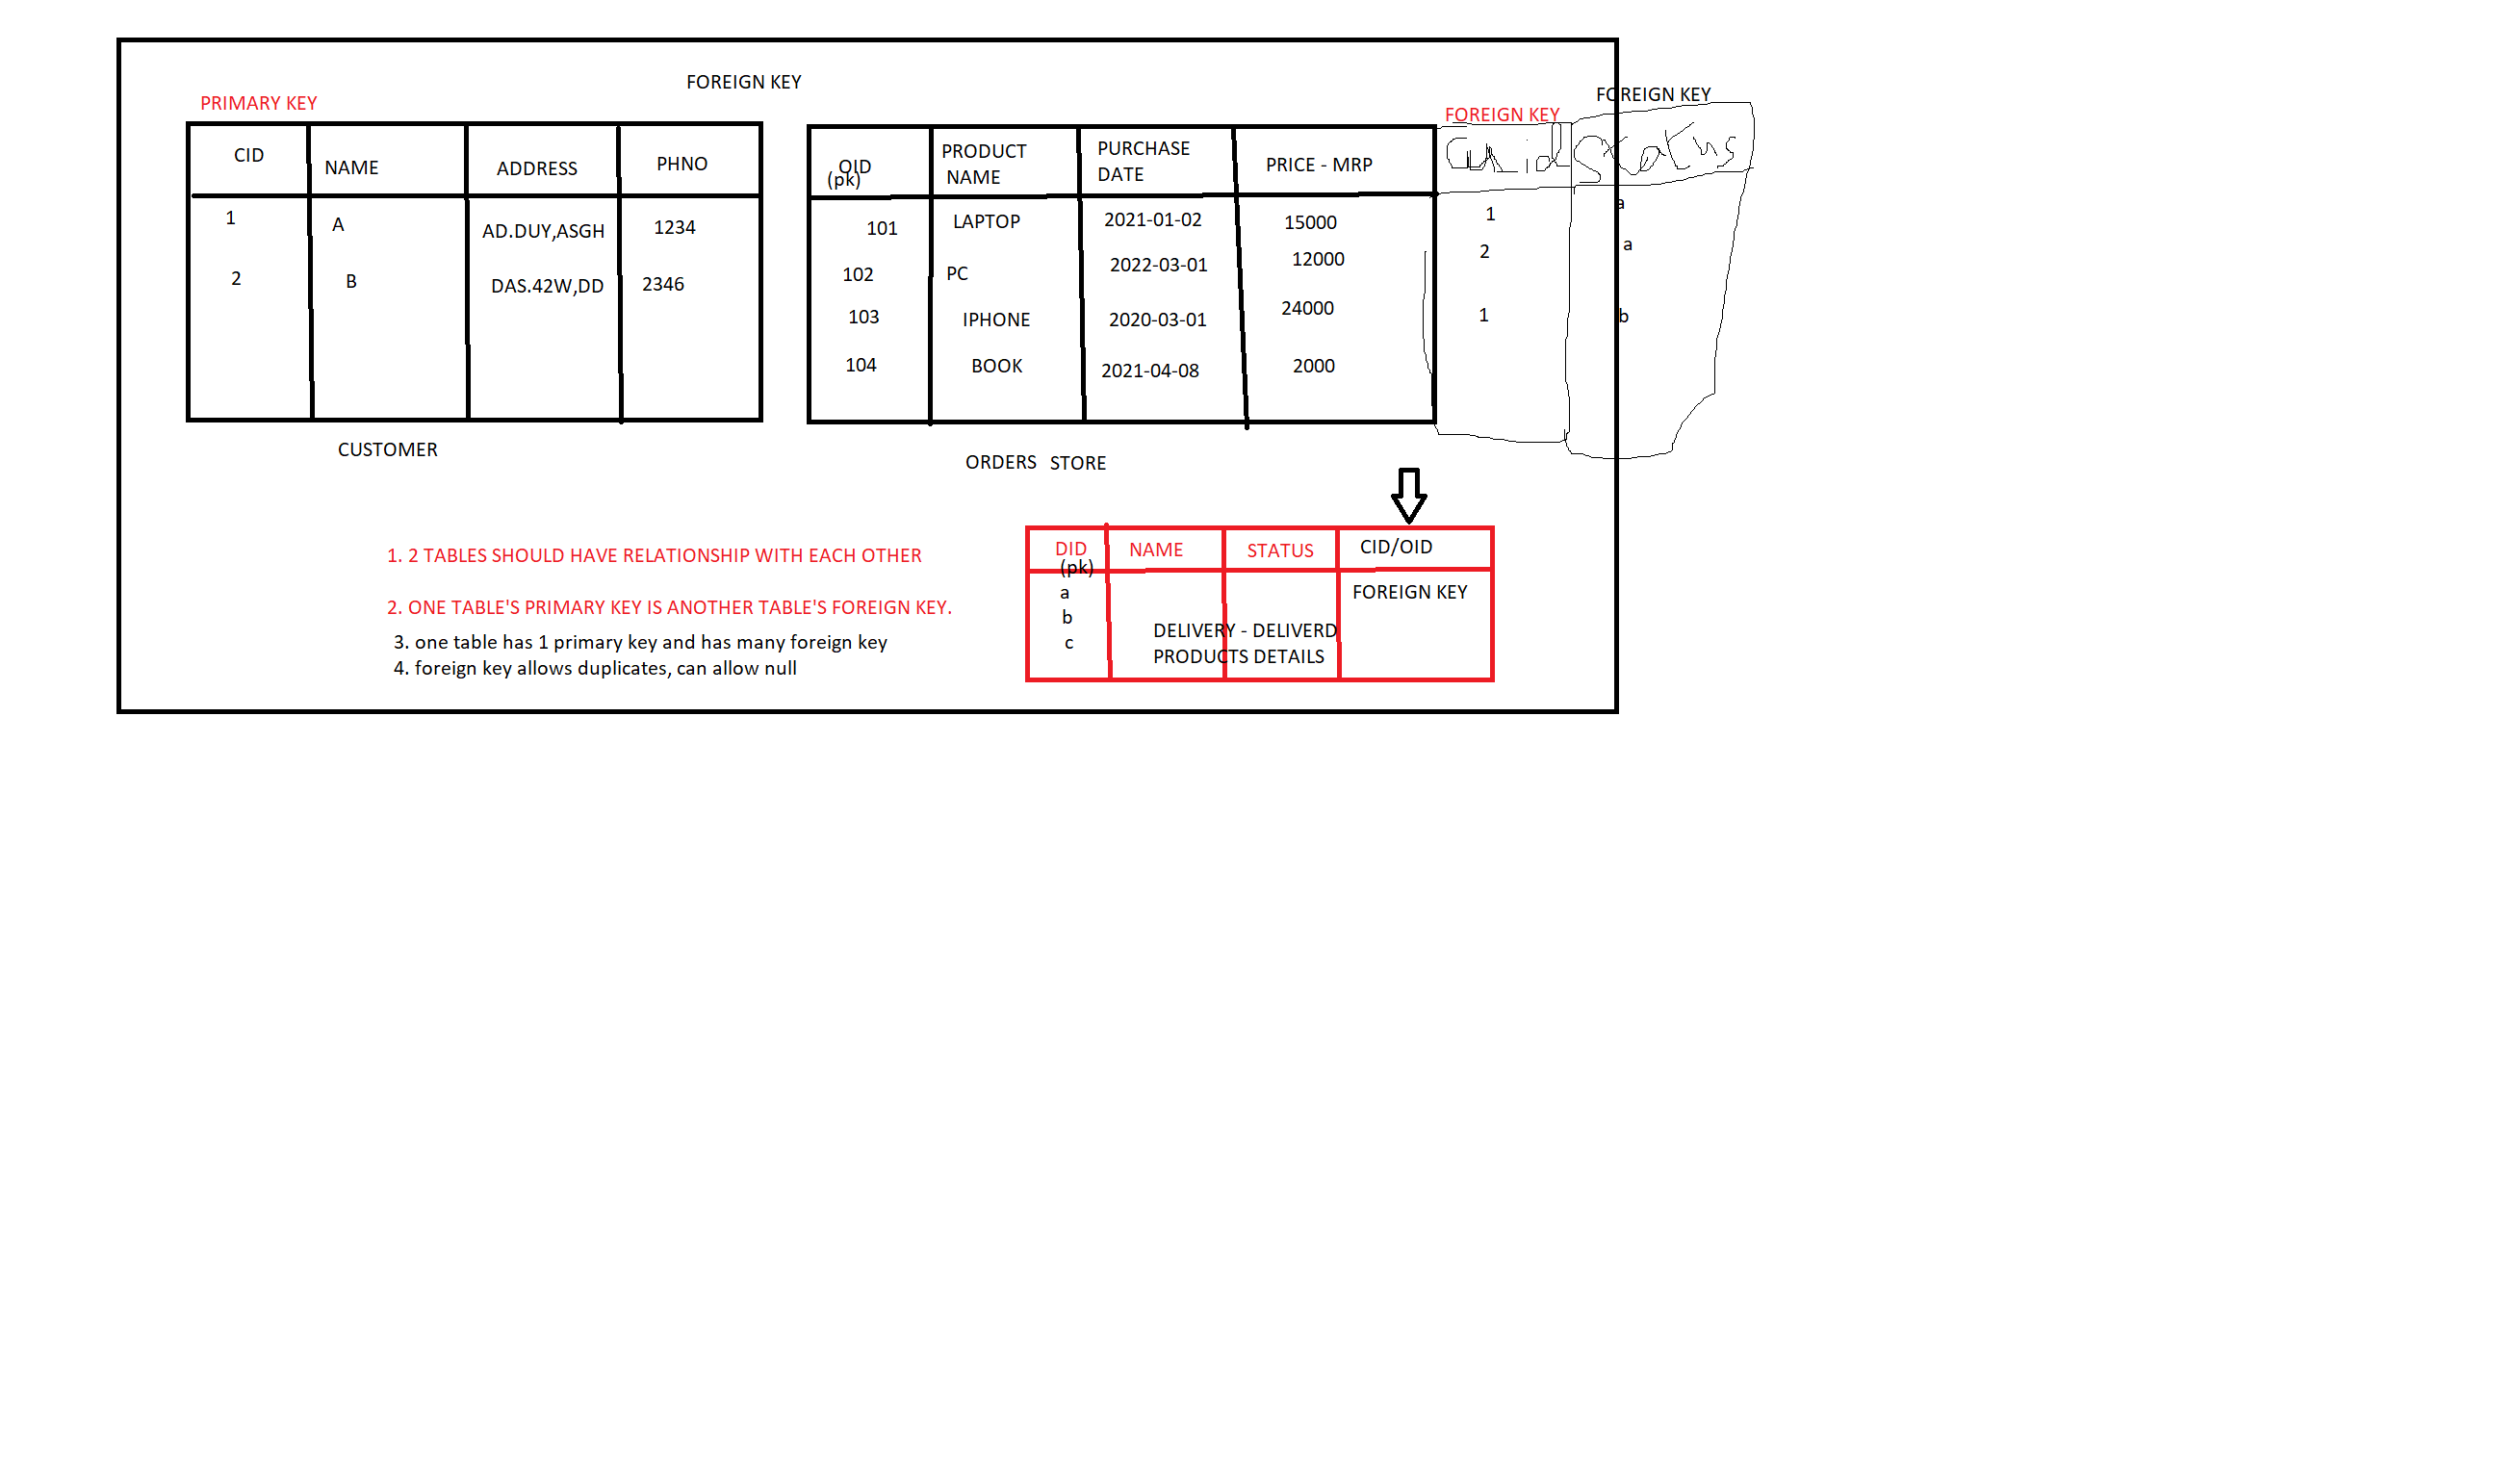 FOREIGN KEY
PRIMARY KEY
FOREIGN KEY
FOREIGN KEY
CID NAME ADDRESS PHNO
1 A AD.DUY,ASGH 1234
2 B DAS.42W,DD 2346
CUSTOMER
OID (pk) PRODUCT NAME PURCHASE DATE PRICE - MRP Status
101 LAPTOP 2021-01-02 15000 1 a
102 PC 2022-03-01 12000 2 a
103 IPHONE 2020-03-01 24000 1 b
104 BOOK 2021-04-08 2000
ORDERS STORE
1. 2 TABLES SHOULD HAVE RELATIONSHIP WITH EACH OTHER
2. ONE TABLE'S PRIMARY KEY IS ANOTHER TABLE'S FOREIGN KEY.
3. one table has 1 primary key and has many foreign key
4. foreign key allows duplicates, can allow null
DID (pk) NAME STATUS CID/OID
a FOREIGN KEY
b
c
DELIVERY - DELIVERD
PRODUCTS DETAILS